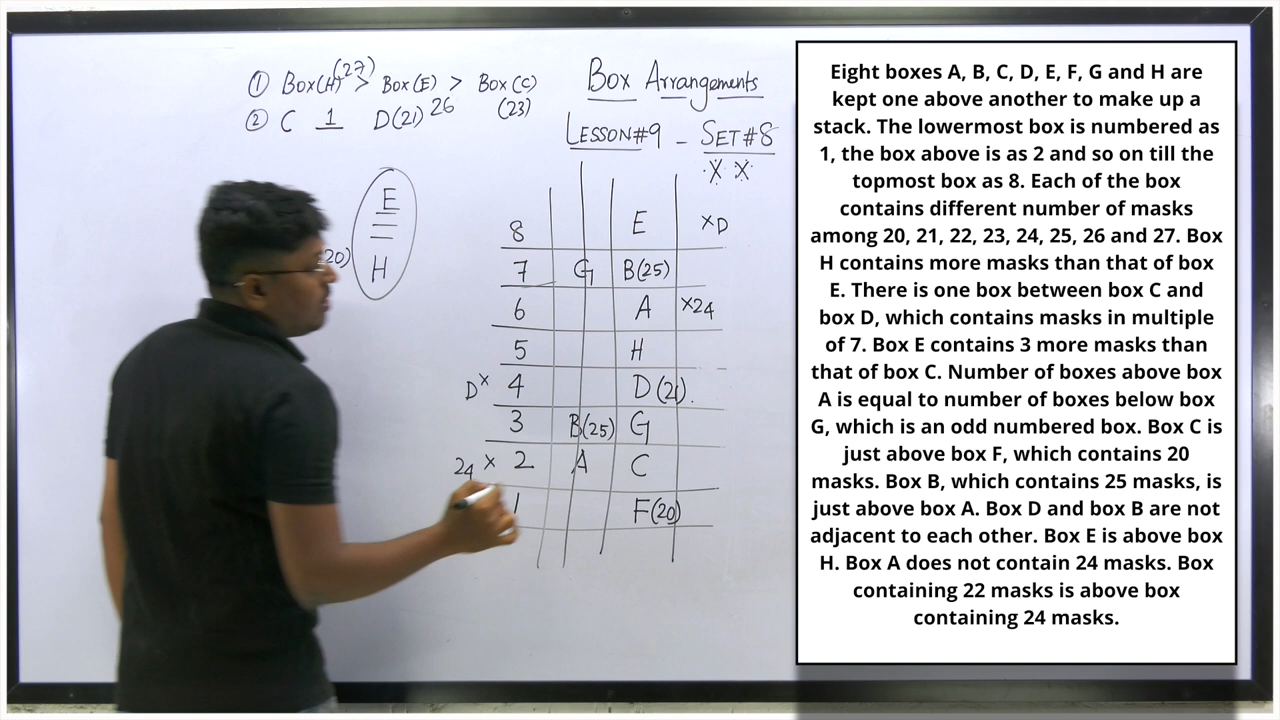 ① Box(H)(27) > Box(E) > Box(C)
26 (23)
② C 1 D(21)
Box Arrangements
LESSON#9 - SET#8
X X
E
20)
H
8 E xD
7 G B(25)
6 A x24
5 H
Dx 4 D(21).
3 B(25) G
24 x 2 A C
1 F(20)
Eight boxes A, B, C, D, E, F, G and H are
kept one above another to make up a
stack. The lowermost box is numbered as
1, the box above is as 2 and so on till the
topmost box as 8. Each of the box
contains different number of masks
among 20, 21, 22, 23, 24, 25, 26 and 27. Box
H contains more masks than that of box
E. There is one box between box C and
box D, which contains masks in multiple
of 7. Box E contains 3 more masks than
that of box C. Number of boxes above box
A is equal to number of boxes below box
G, which is an odd numbered box. Box C is
just above box F, which contains 20
masks. Box B, which contains 25 masks, is
just above box A. Box D and box B are not
adjacent to each other. Box E is above box
H. Box A does not contain 24 masks. Box
containing 22 masks is above box
containing 24 masks.